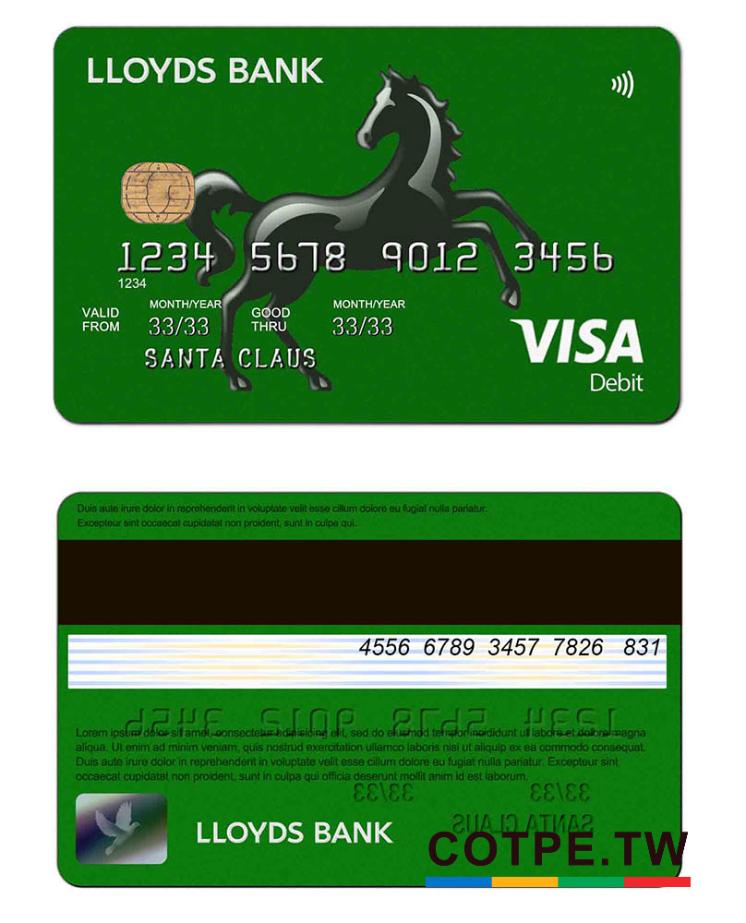 LLOYDS BANK
1234 5678 9012 3456
1234
VALID FROM MONTH/YEAR 33/33 GOOD THRU MONTH/YEAR 33/33
SANTA CLAUS
VISA
Debit
Duis aute irure dolor in reprehenderit in voluptate velit esse cillum dolore eu fugiat nulla pariatur.
Excepteur sint occaecat cupidatat non proident, sunt in culpa qui.
4556 6789 3457 7826 831
Lorem ipsum dolor sit amet, consectetur adipisicing elit, sed do eiusmod tempor incididunt ut labore et dolore magna
aliqua. Ut enim ad minim veniam, quis nostrud exercitation ullamco laboris nisi ut aliquip ex ea commodo consequat.
Duis aute irure dolor in reprehenderit in voluptate velit esse cillum dolore eu fugiat nulla pariatur. Excepteur sint
occaecat cupidatat non proident, sunt in culpa qui officia deserunt mollit anim id est laborum.
33/33 33/33
SANTA CLAUS
LLOYDS BANK
COTPE.TW